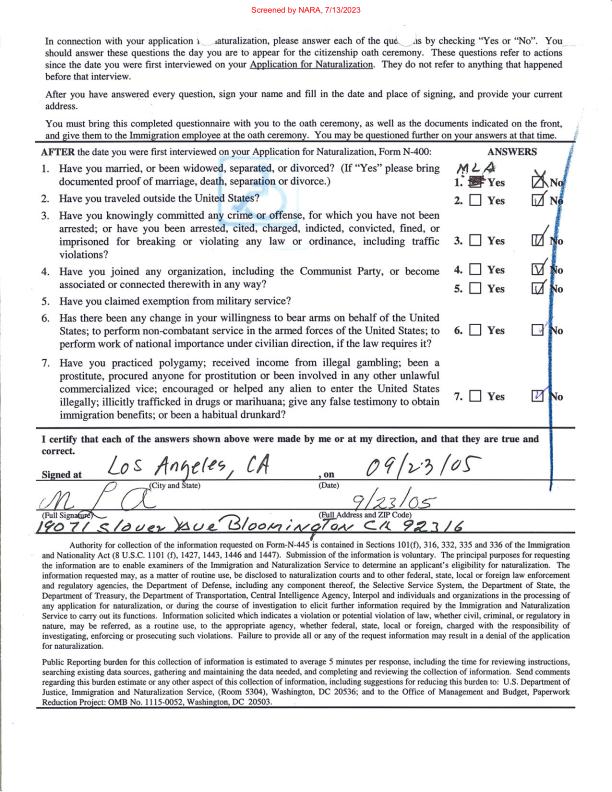 Screened by NARA, 7/13/2023
In connection with your application naturalization, please answer each of the by checking "Yes or "No". You
should answer these questions the day you are to appear for the citizenship oath ceremony. These questions refer to actions
since the day you were first interviewed on your Application for Naturalization. They do not refer to anything that happened
before that interview.
After you have answered every question, sign your name and fill in the date and place of signing, and provide your current
address.
You must bring this completed questionnaire with you to the oath ceremony, as well as the documents indicated on the front,
and give them to the Immigration employee at the oath ceremony. You may be questioned further on your answers at that time.
AFTER the date you were first interviewed on your Application for Naturalization, Form N-400: ANSWERS
MLA
1. Have you married, or been widowed, separated, or divorced? (If "Yes" please bring
documented proof of marriage, death, separation or divorce.) 1. Yes No
2. Have you traveled outside the United States? 2. Yes No
3. Have you knowingly committed any crime or offense, for which you have not been
arrested; or have you been arrested, cited, charged, indicted, convicted, fined, or
imprisoned for breaking or violating any law or ordinance, including traffic
violations? 3. Yes No
4. Have you joined any organization, including the Communist Party, or become
associated or connected therewith in any way? 4. Yes No
5. Have you claimed exemption from military service? 5. Yes No
6. Has there been any change in your willingness to bear arms on behalf of the United
States; to perform non-combatant service in the armed forces of the United States; to
perform work of national importance under civilian direction, if the law requires it? 6. Yes No
7. Have you practiced polygamy; received income from illegal gambling; been a
prostitute, procured anyone for prostitution or been involved in any other unlawful
commercialized vice; encouraged or helped any alien to enter the United States
illegally; illicitly trafficked in drugs or marihuana; give any false testimony to obtain
immigration benefits; or been a habitual drunkard? 7. Yes No
I certify that each of the answers shown above were made by me or at my direction, and that they are true and
correct.
Signed at Los Angeles, CA , on 09/23/05
(City and State) (Date)
M L A 9/23/05
(Full Signature) (Full Address and ZIP Code)
19071 Slover Ave Bloomington CA 92316
Authority for collection of the information requested on Form-N-445 is contained in Sections 101(f), 316, 332, 335 and 336 of the Immigration
and Nationality Act (8 U.S.C. 1101 (f), 1427, 1443, 1446 and 1447). Submission of the information is voluntary. The principal purposes for requesting
the information are to enable examiners of the Immigration and Naturalization Service to determine an applicant's eligibility for naturalization. The
information requested may, as a matter of routine use, be disclosed to naturalization courts and to other federal, state, local or foreign law enforcement
and regulatory agencies, the Department of Defense, including any component thereof, the Selective Service System, the Department of State, the
Department of Treasury, the Department of Transportation, Central Intelligence Agency, Interpol and individuals and organizations in the processing of
any application for naturalization, or during the course of investigation to elicit further information required by the Immigration and Naturalization
Service to carry out its functions. Information solicited which indicates a violation or potential violation of law, whether civil, criminal, or regulatory in
nature, may be referred, as a routine use, to the appropriate agency, whether federal, state, local or foreign, charged with the responsibility of
investigating, enforcing or prosecuting such violations. Failure to provide all or any of the request information may result in a denial of the application
for naturalization.
Public Reporting burden for this collection of information is estimated to average 5 minutes per response, including the time for reviewing instructions,
searching existing data sources, gathering and maintaining the data needed, and completing and reviewing the collection of information. Send comments
regarding this burden estimate or any other aspect of this collection of information, including suggestions for reducing this burden to: U.S. Department of
Justice, Immigration and Naturalization Service, (Room 5304), Washington, DC 20536; and to the Office of Management and Budget, Paperwork
Reduction Project: OMB No. 1115-0052, Washington, DC 20503.